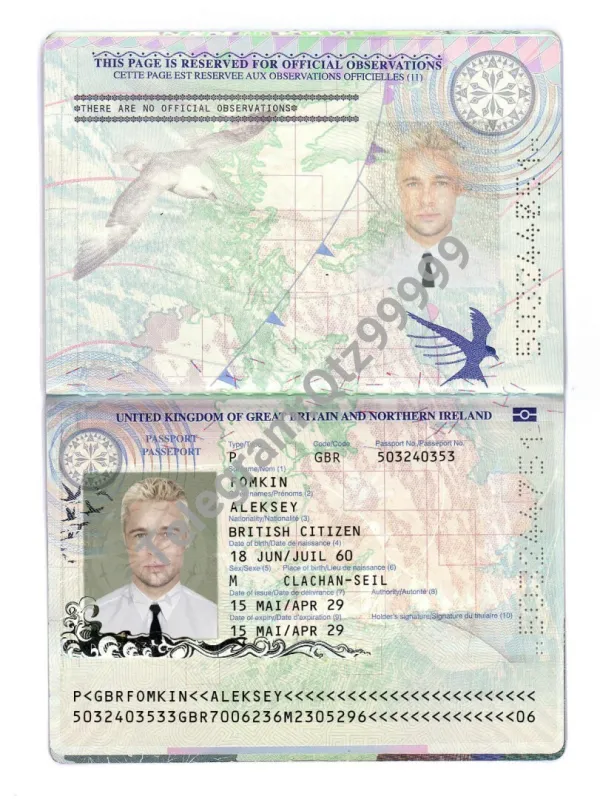 THIS PAGE IS RESERVED FOR OFFICIAL OBSERVATIONS
CETTE PAGE EST RESERVEE AUX OBSERVATIONS OFFICIELLES (11)
*THERE ARE NO OFFICIAL OBSERVATIONS*
UNITED KINGDOM OF GREAT BRITAIN AND NORTHERN IRELAND
PASSPORT
PASSEPORT
Type/Type Code/Code Passport No./Passeport No.
P GBR 503240353
Surname/Nom (1)
FOMKIN
Given names/Prénoms (2)
ALEKSEY
Nationality/Nationalité (3)
BRITISH CITIZEN
Date of birth/Date de naissance (4)
18 JUN/JUIL 60
Sex/Sexe (5) Place of birth/Lieu de naissance (6)
M CLACHAN-SEIL
Date of issue/Date de délivrance (7) Authority/Autorité (8)
15 MAI/APR 29
Date of expiry/Date d'expiration (9) Holder's signature/Signature du titulaire (10)
15 MAI/APR 29
P<GBRFOMKIN<<ALEKSEY<<<<<<<<<<<<<<<<<<<<<<<<
5032403533GBR7006236M2305296<<<<<<<<<<<<<<06